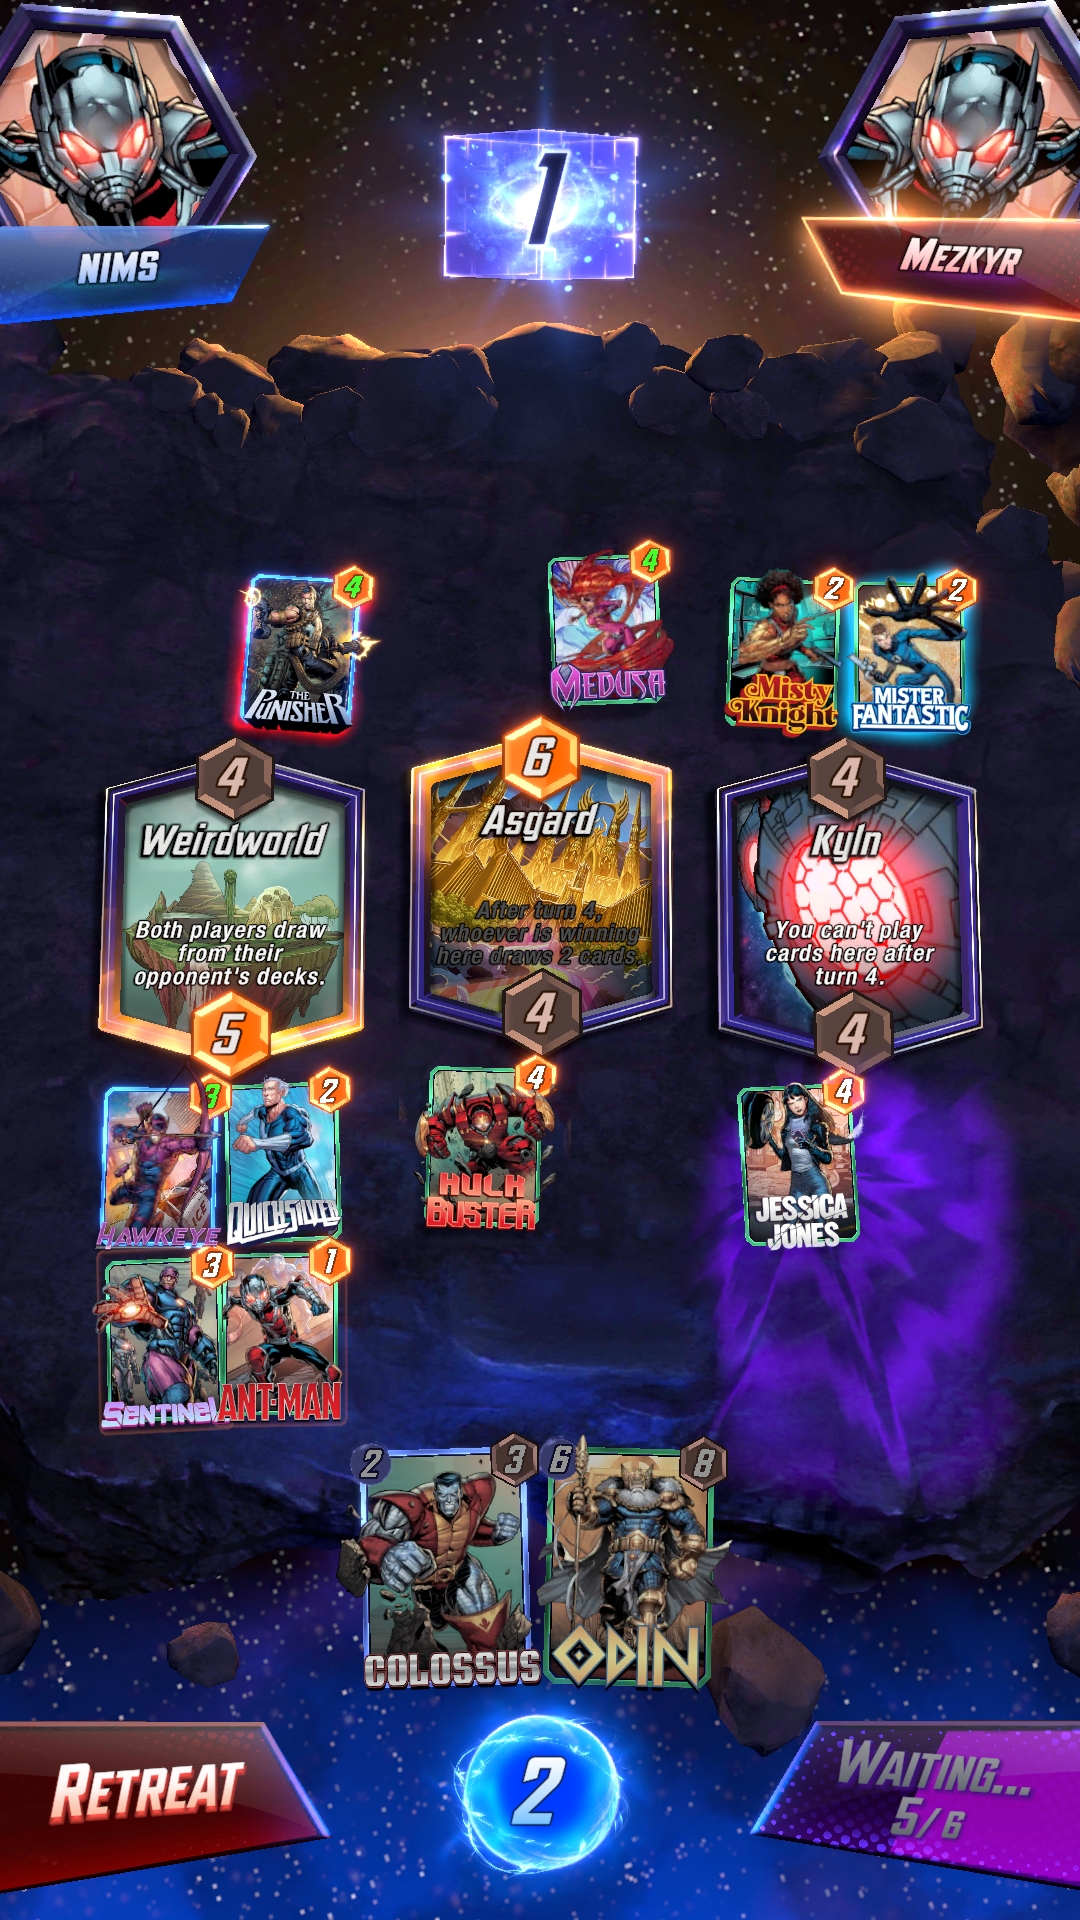 1
NIMS
MEZKYR
4
4
2
2
THE
PUNISHER
MEDUSA
Misty
Knight
MISTER
FANTASTIC
4
6
4
Weirdworld
Asgard
Kyln
Both players draw
from their
opponent's decks.
After turn 4,
whoever is winning
here draws 2 cards.
You can't play
cards here after
turn 4.
5
4
4
3
2
4
4
HAWKEYE
QUICKSILVER
HULK
BUSTER
JESSICA
JONES
3
1
SENTINEL
ANT-MAN
2
3
6
8
COLOSSUS
ODIN
RETREAT
2
WAITING...
5/6